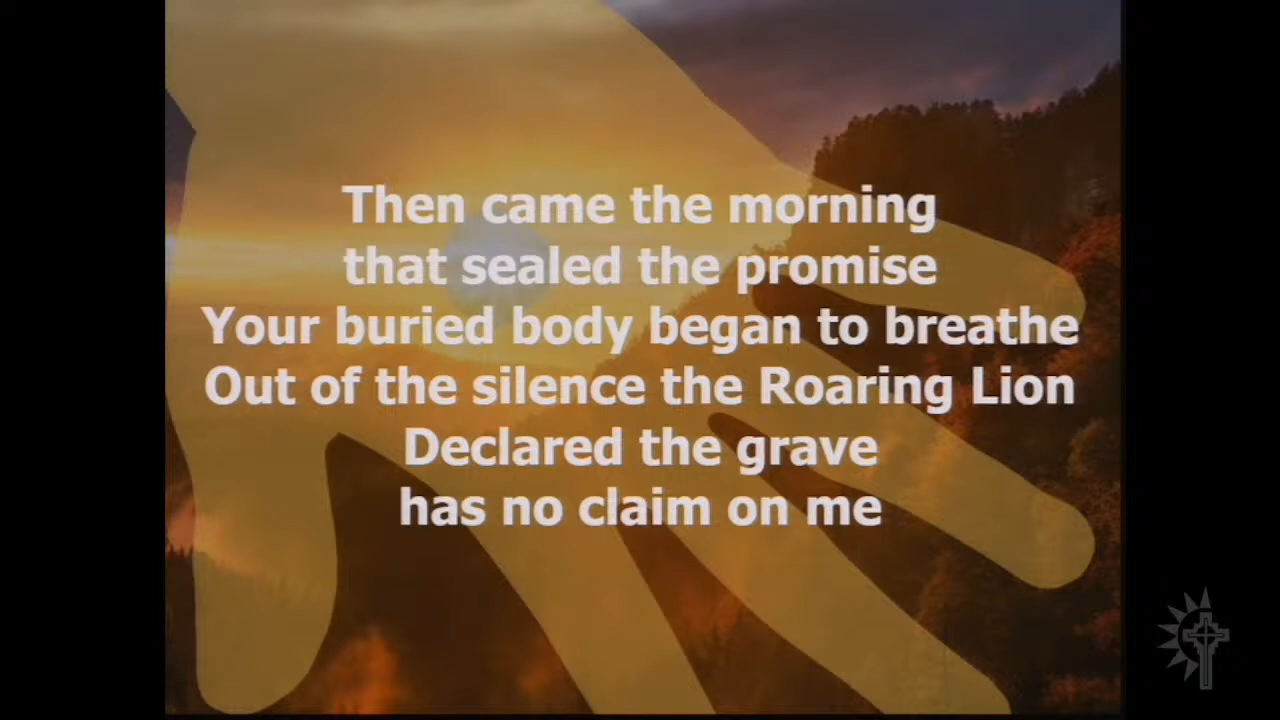 Then came the morning
that sealed the promise
Your buried body began to breathe
Out of the silence the Roaring Lion
Declared the grave
has no claim on me